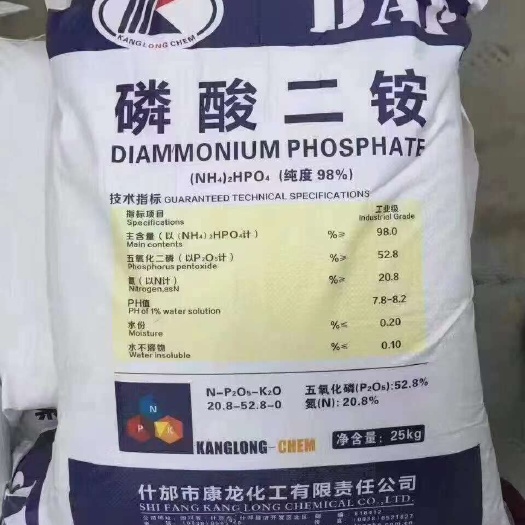 KANGLONG CHEM
DAP
磷酸二铵
DIAMMONIUM PHOSPHATE
(NH₄)₂HPO₄ (纯度 98%)
技术指标 GUARANTEED TECHNICAL SPECIFICATIONS
指标项目 工业级
Specifications Industrial Grade
主含量 (以 (NH₄)₂HPO₄计) %≥ 98.0
Main contents
五氧化二磷 (以P₂O₅计) %≥ 52.8
Phosphorus pentoxide
氮 (以N计) %≥ 20.8
Nitrogen,asN
PH值 7.8-8.2
PH of 1% water solution
水份 %≤ 0.20
Moisture
水不溶物 %≤ 0.10
Water insoluble
N-P₂O₅-K₂O 五氧化磷(P₂O₅):52.8%
20.8-52.8-0 氮(N): 20.8%
N
P K
KANGLONG-CHEM 净含量: 25kg
什邡市康龙化工有限责任公司
SHI FANG KANG LONG CHEMICAL CO.,LTD.